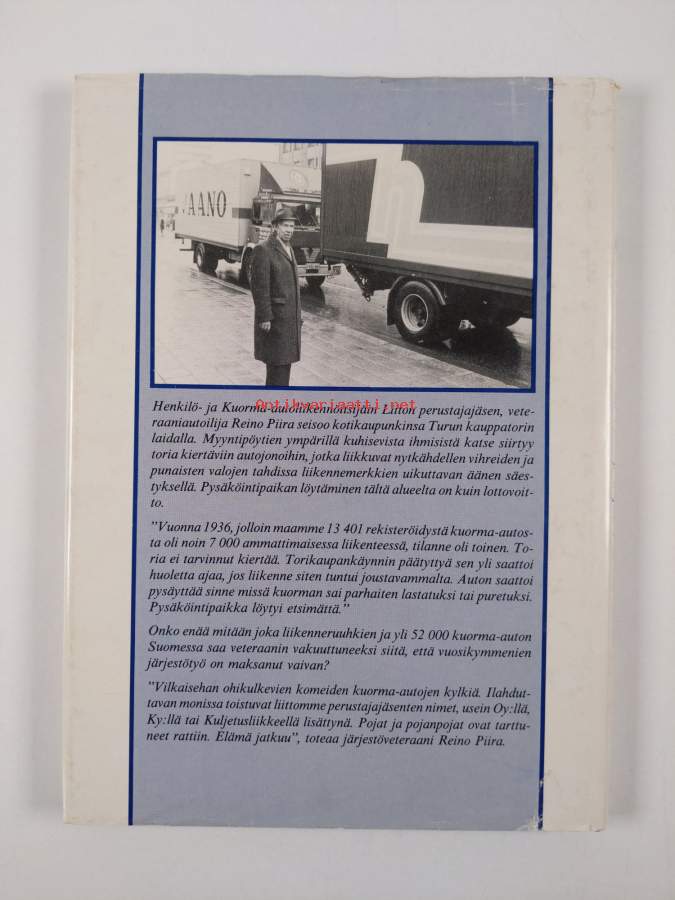 AANO
Antikvariaatti.net
Henkilö- ja Kuorma-autoliikennöitsijäin Liiton perustajajäsen, vete-
raaniautoilija Reino Piira seisoo kotikaupunkinsa Turun kauppatorin
laidalla. Myyntipöytien ympärillä kuhisevista ihmisistä katse siirtyy
toria kiertäviin autojonoihin, jotka liikkuvat nytkähdellen vihreiden ja
punaisten valojen tahdissa liikennemerkkien uikuttavan äänen säes-
tyksellä. Pysäköintipaikan löytäminen tältä alueelta on kuin lottovoit-
to.
”Vuonna 1936, jolloin maamme 13 401 rekisteröidystä kuorma-autos-
ta oli noin 7 000 ammattimaisessa liikenteessä, tilanne oli toinen. To-
ria ei tarvinnut kiertää. Torikaupankäynnin päätyttyä sen yli saattoi
huoletta ajaa, jos liikenne siten tuntui joustavammalta. Auton saattoi
pysäyttää sinne missä kuorman sai parhaiten lastatuksi tai puretuksi.
Pysäköintipaikka löytyi etsimättä.”
Onko enää mitään joka liikenneruuhkien ja yli 52 000 kuorma-auton
Suomessa saa veteraanin vakuuttuneeksi siitä, että vuosikymmenien
järjestötyö on maksanut vaivan?
”Vilkaisehan ohikulkevien komeiden kuorma-autojen kylkiä. Ilahdut-
tavan monissa toistuvat liittomme perustajajäsenten nimet, usein Oy:llä,
Ky:llä tai Kuljetusliikkeellä lisättynä. Pojat ja pojanpojat ovat tarttu-
neet rattiin. Elämä jatkuu”, toteaa järjestöveteraani Reino Piira.